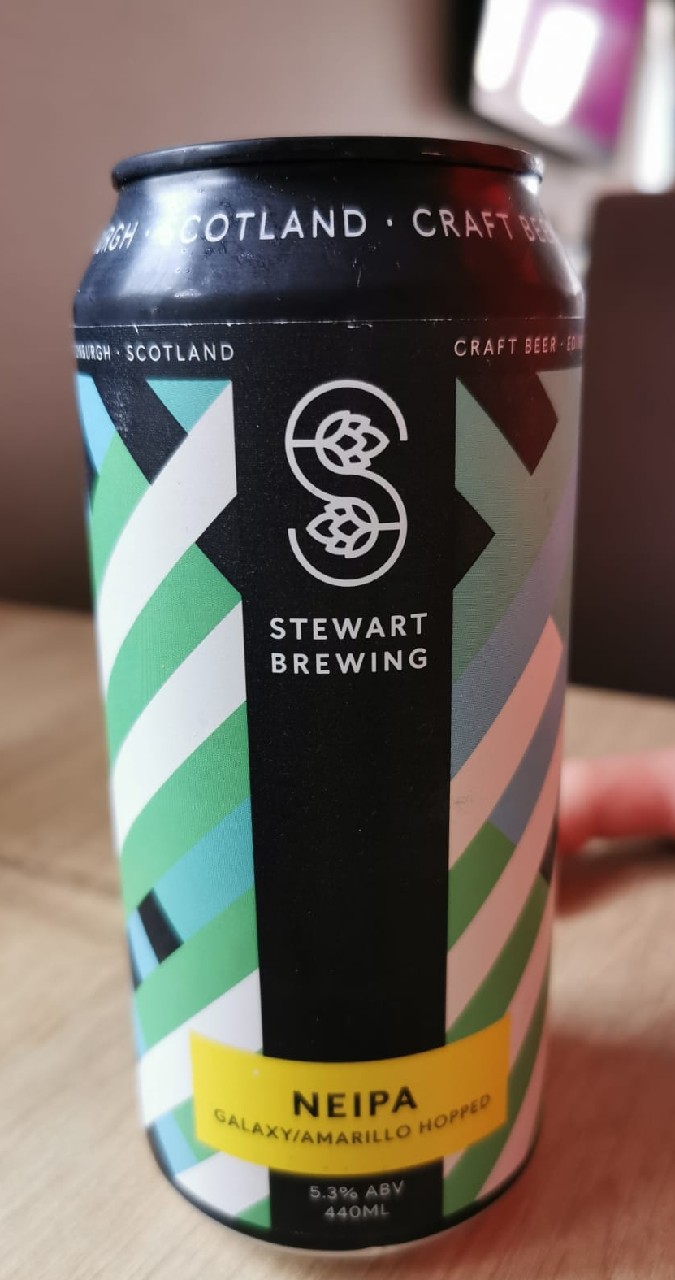 SCOTLAND · CRAFT
· SCOTLAND
CRAFT BEER ·
STEWART
BREWING
NEIPA
GALAXY/AMARILLO HOPPED
5.3% ABV
440ML